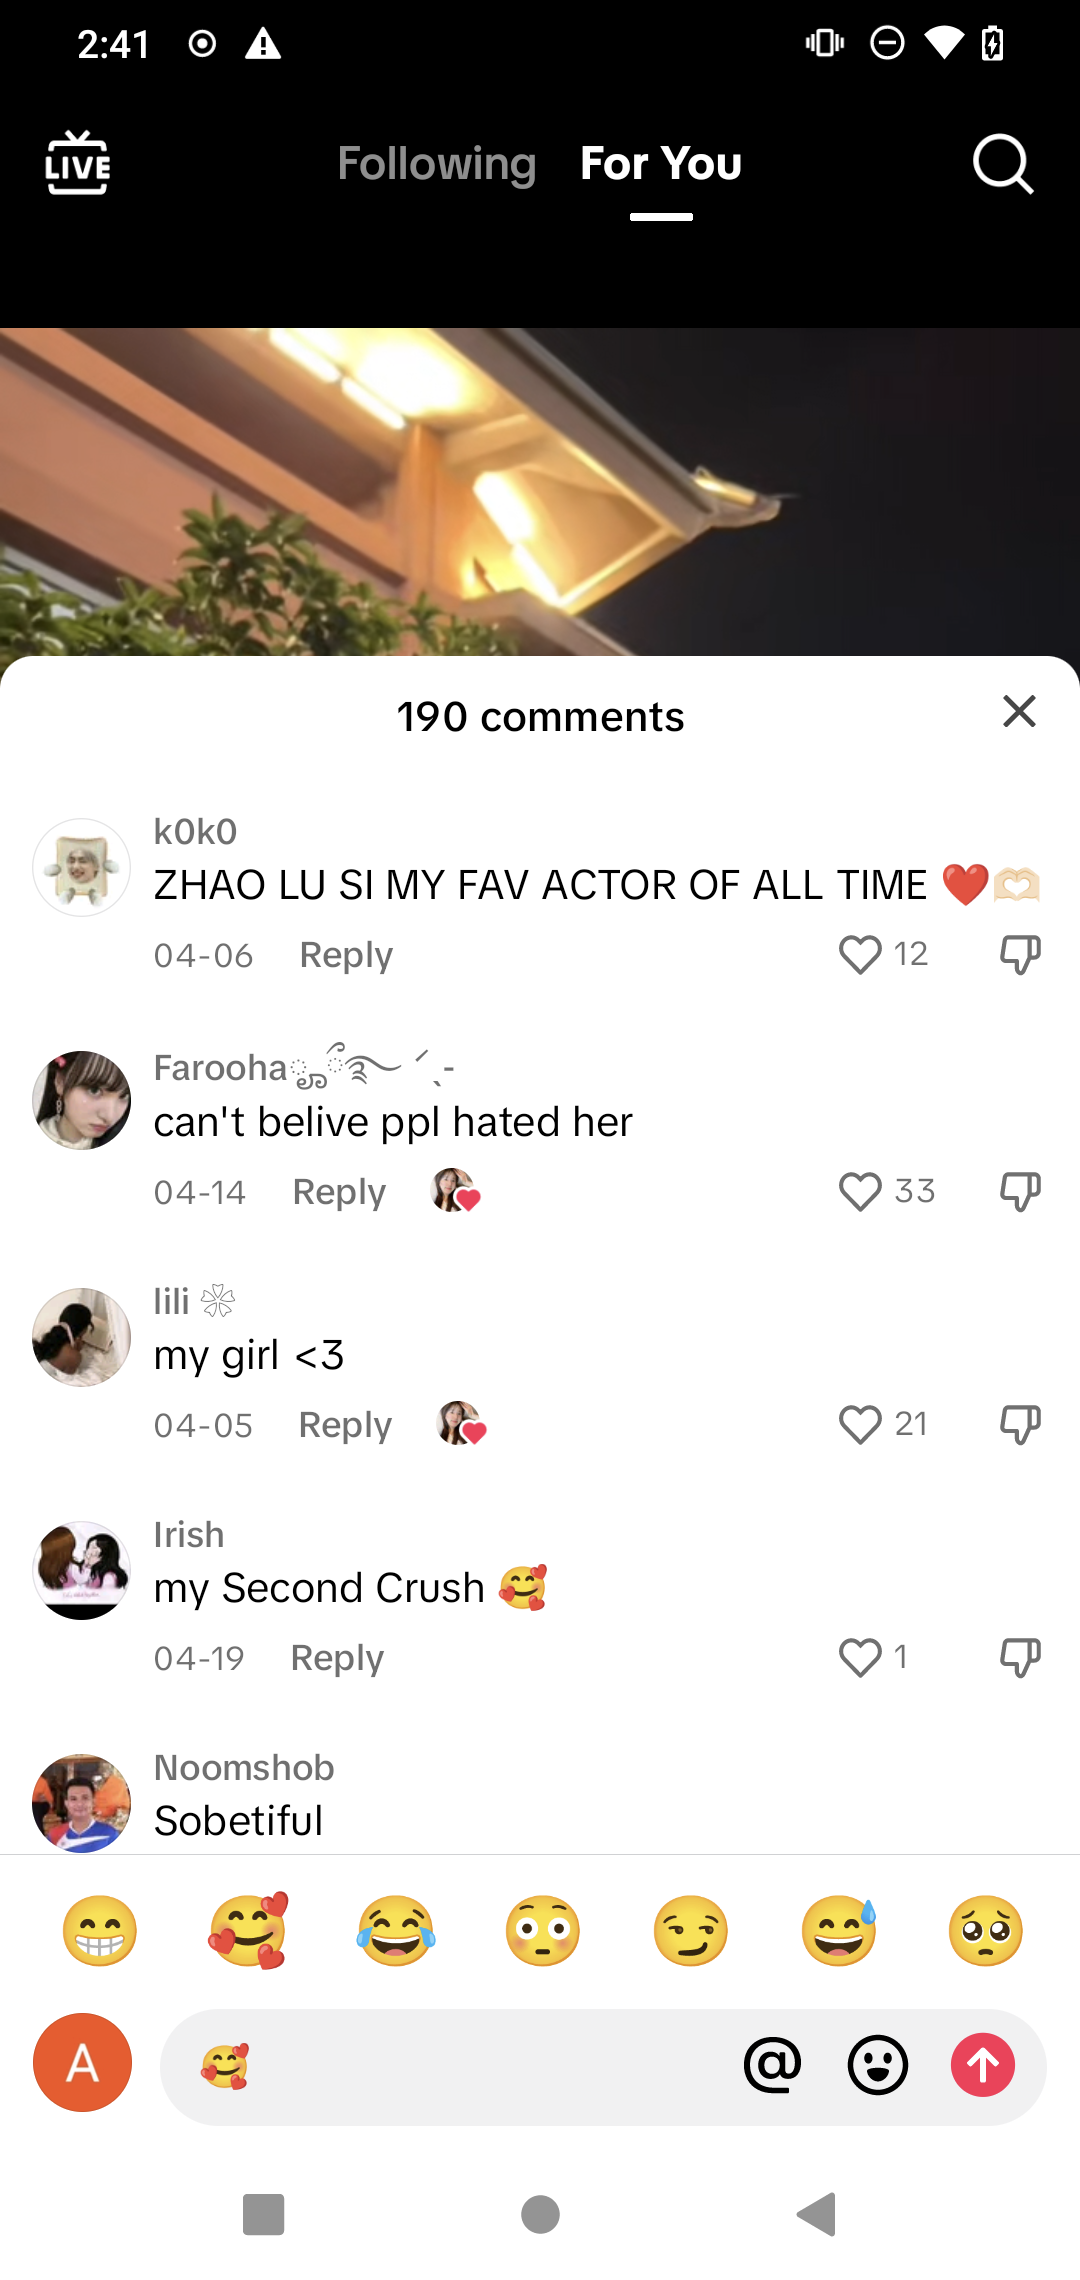 2:41
LIVE
Following For You
190 comments
k0k0
ZHAO LU SI MY FAV ACTOR OF ALL TIME ❤️🫶🏻
04-06 Reply 12
Farooha
can't belive ppl hated her
04-14 Reply 33
lili
my girl <3
04-05 Reply 21
Irish
my Second Crush 🥰
04-19 Reply 1
Noomshob
Sobetiful
😁 🥰 😂 😳 😏 😅 🥺
A 🥰 @